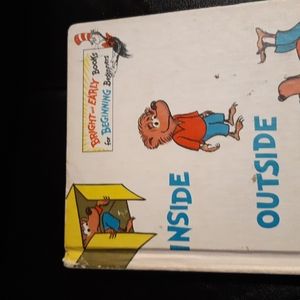 BRIGHT and EARLY Books
for BEGINNING Beginners
INSIDE
OUTSIDE